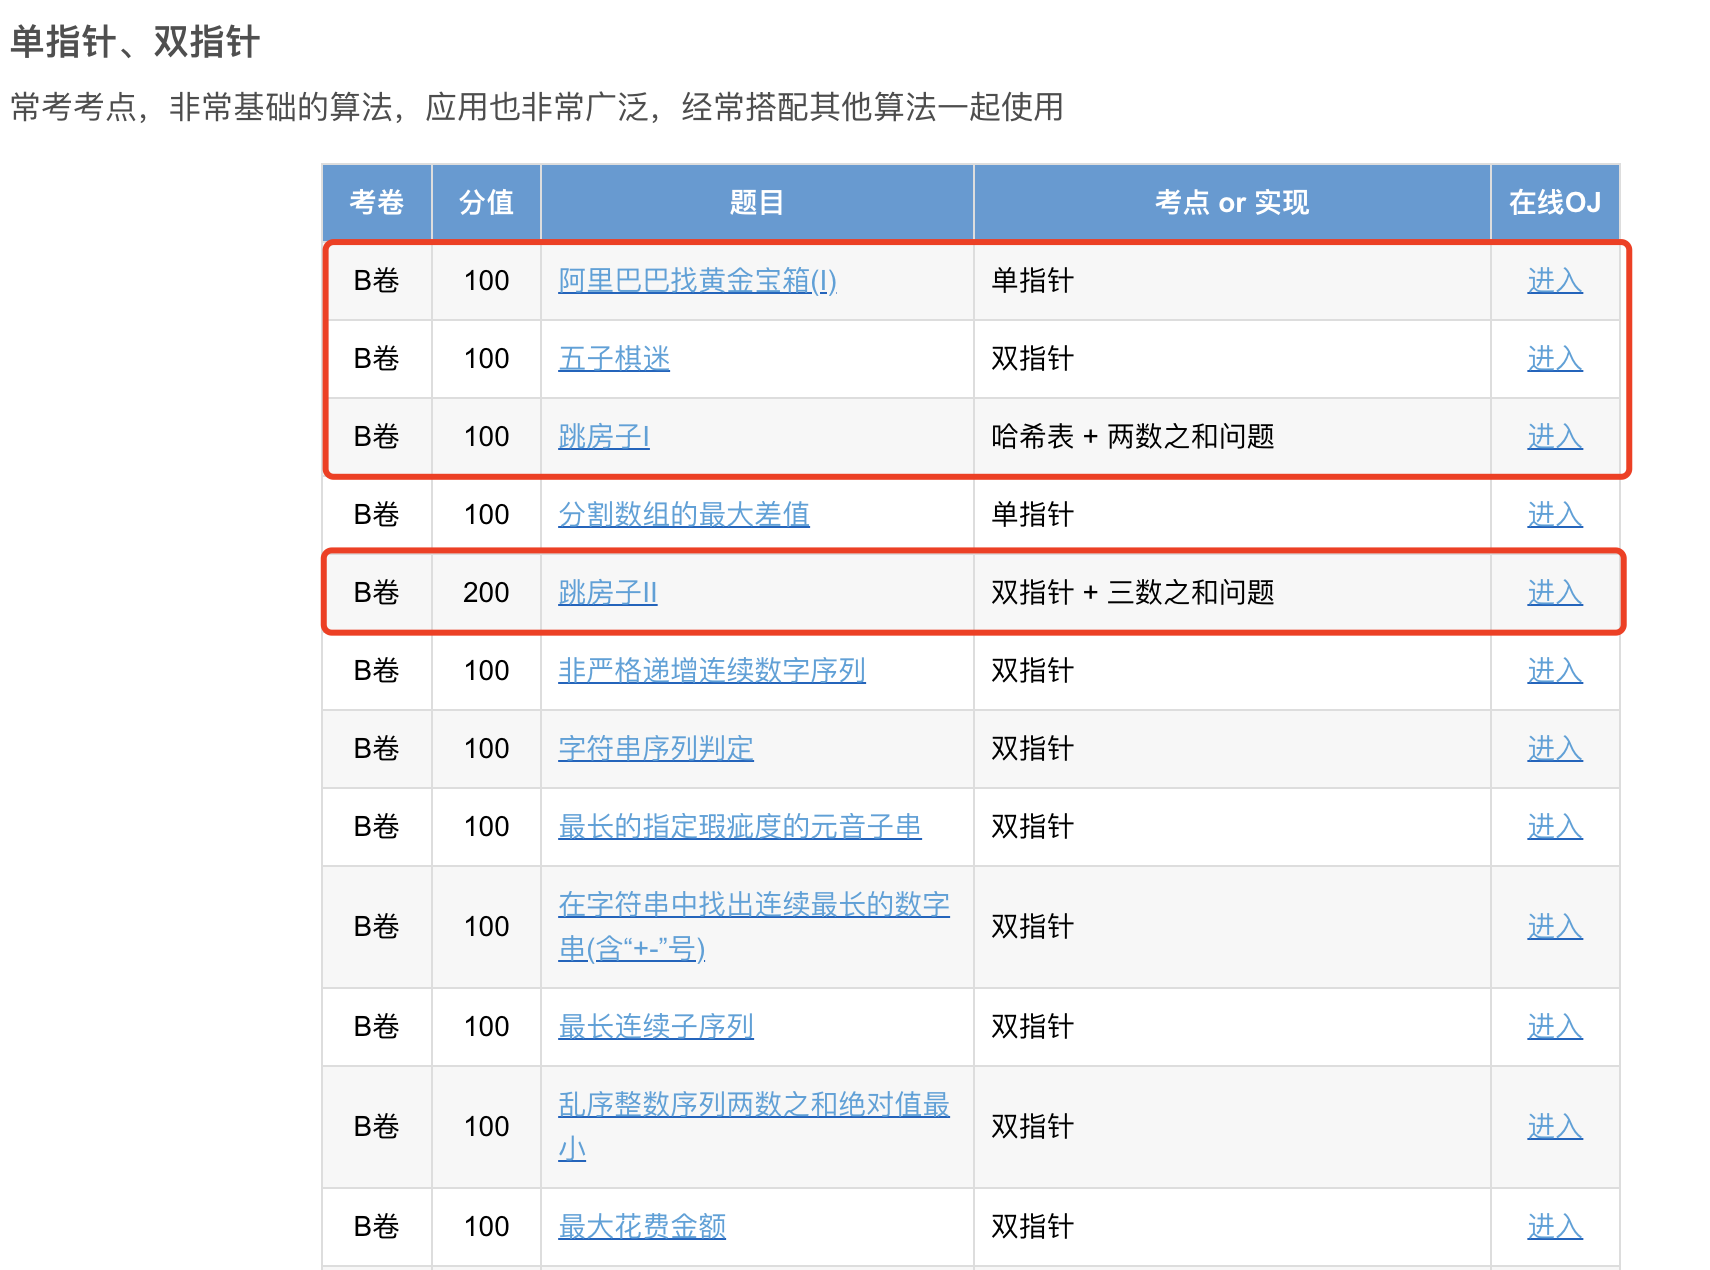 单指针、双指针
常考考点，非常基础的算法，应用也非常广泛，经常搭配其他算法一起使用
考卷 分值 题目 考点 or 实现 在线OJ
B卷 100 阿里巴巴找黄金宝箱(I) 单指针 进入
B卷 100 五子棋迷 双指针 进入
B卷 100 跳房子I 哈希表 + 两数之和问题 进入
B卷 100 分割数组的最大差值 单指针 进入
B卷 200 跳房子II 双指针 + 三数之和问题 进入
B卷 100 非严格递增连续数字序列 双指针 进入
B卷 100 字符串序列判定 双指针 进入
B卷 100 最长的指定瑕疵度的元音子串 双指针 进入
B卷 100 在字符串中找出连续最长的数字 双指针 进入
串(含“+-”号)
B卷 100 最长连续子序列 双指针 进入
B卷 100 乱序整数序列两数之和绝对值最 双指针 进入
小
B卷 100 最大花费金额 双指针 进入